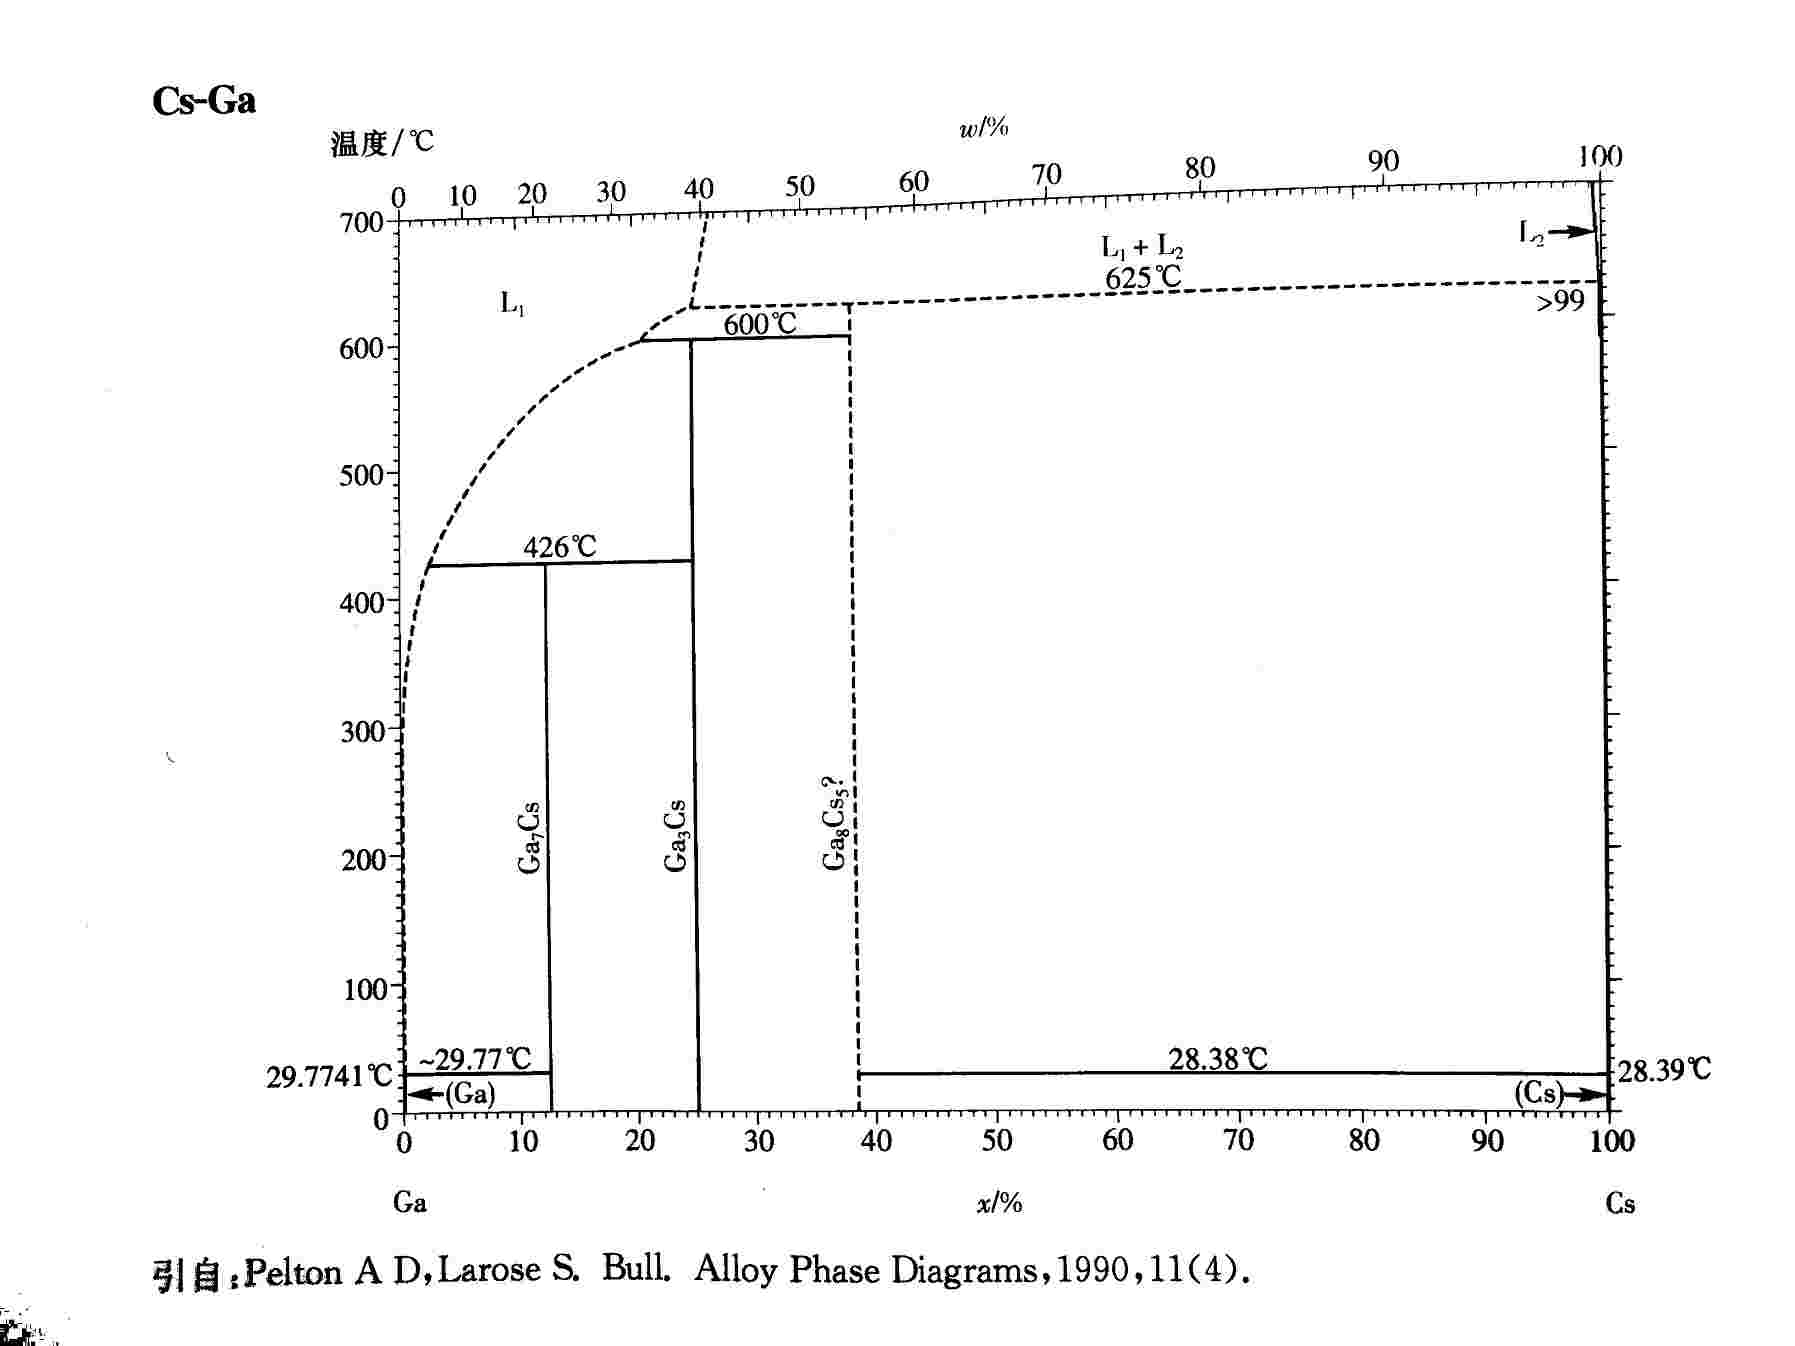 Cs-Ga
温度/℃
w/%
0 10 20 30 40 50 60 70 80 90 100
700
L₂
L₁ + L₂
625℃
L₁
>99
600℃
600
500
426℃
400
300
Ga₇Cs
Ga₃Cs
Ga₈Cs₅?
200
100
~29.77℃
28.38℃
29.7741℃
28.39℃
(Ga)
(Cs)
0
0 10 20 30 40 50 60 70 80 90 100
Ga
x/%
Cs
引自:Pelton A D,Larose S. Bull. Alloy Phase Diagrams,1990,11(4).